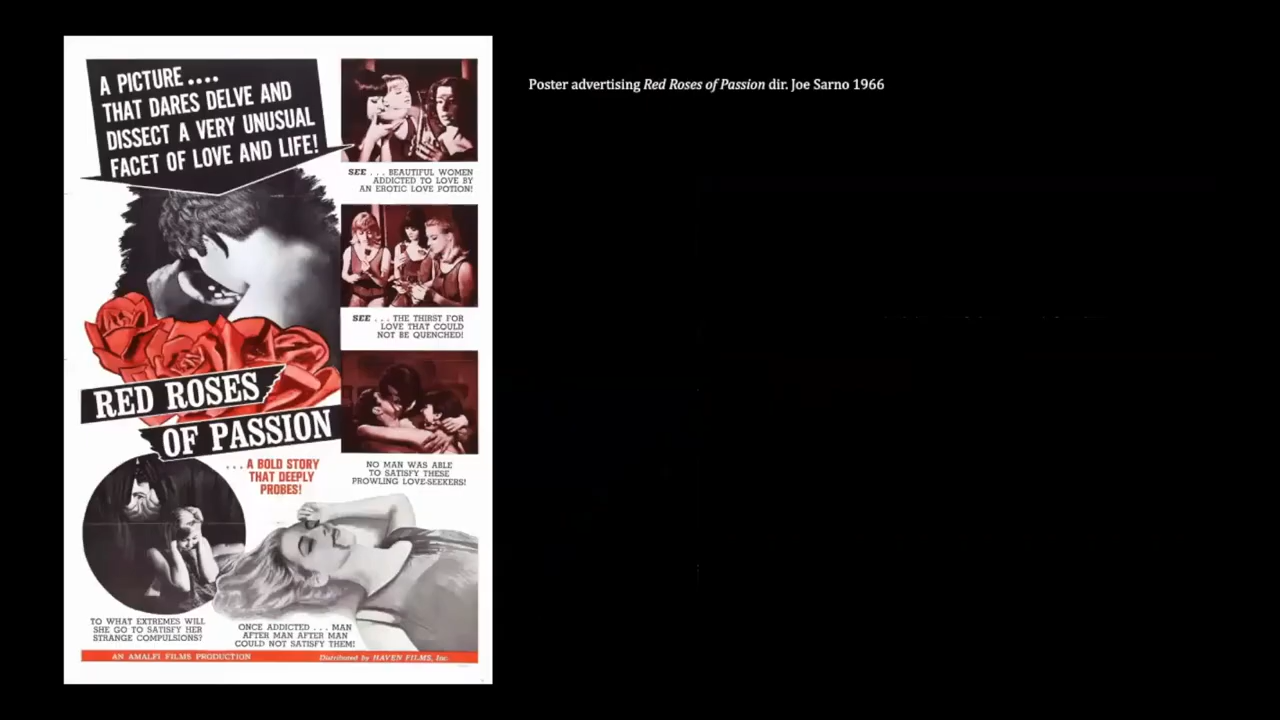 A PICTURE ....
THAT DARES DELVE AND
DISSECT A VERY UNUSUAL
FACET OF LOVE AND LIFE!
SEE . . . BEAUTIFUL WOMEN
ADDICTED TO LOVE BY
AN EROTIC LOVE POTION!
SEE . . . THE THIRST FOR
LOVE THAT COULD
NOT BE QUENCHED!
RED ROSES
OF PASSION
. . . A BOLD STORY
THAT DEEPLY
PROBES!
NO MAN WAS ABLE
TO SATISFY THESE
PROWLING LOVE-SEEKERS!
TO WHAT EXTREMES WILL
SHE GO TO SATISFY HER
STRANGE COMPULSIONS?
ONCE ADDICTED . . . MAN
AFTER MAN AFTER MAN
COULD NOT SATISFY THEM!
AN AMALFI FILMS PRODUCTION
Distributed by HAVEN FILMS, Inc.
Poster advertising Red Roses of Passion dir. Joe Sarno 1966